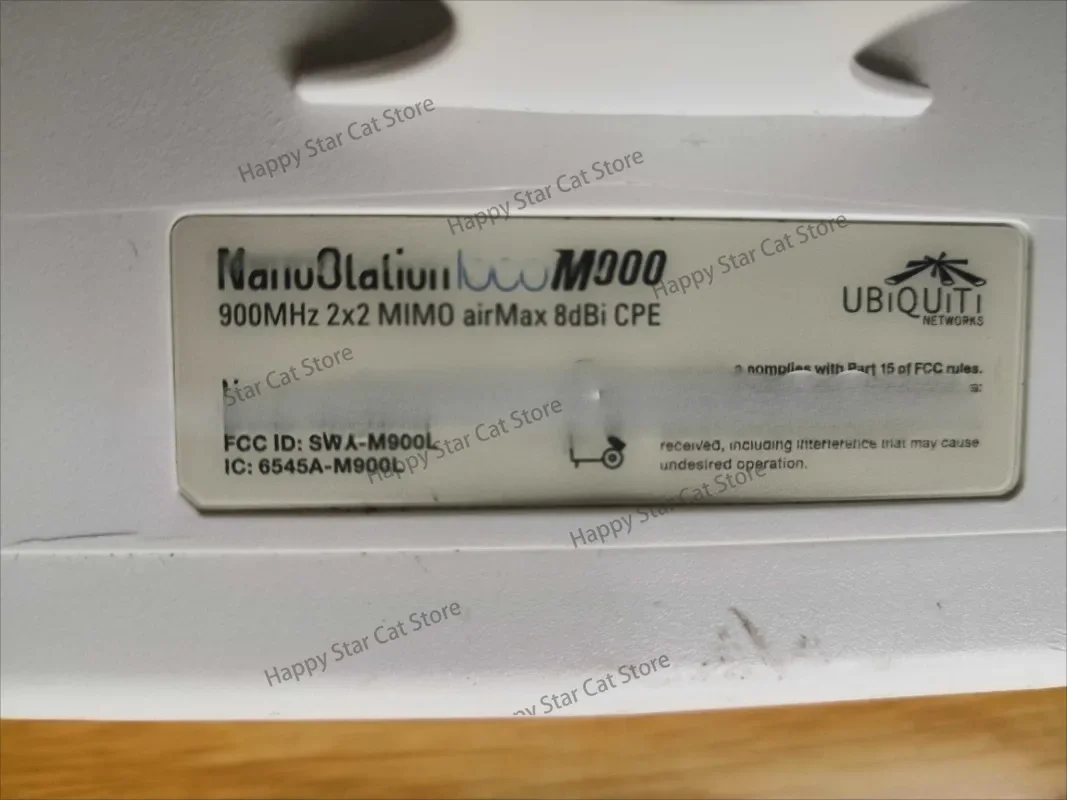 Happy Star Cat Store
Happy Star Cat Store
Happy Star Cat Store
NanoStation loco M900
900MHz 2x2 MIMO airMax 8dBi CPE
UBiQUiTi
NETWORKS
Star Cat Store
complies with Part 15 of FCC rules.
Happy Star Cat Store
FCC ID: SWA-M900L
IC: 6545A-M900L
received, including interference that may cause
undesired operation.
Happy Star Cat Store
Happy Star Cat Store
Happy Star Cat Store